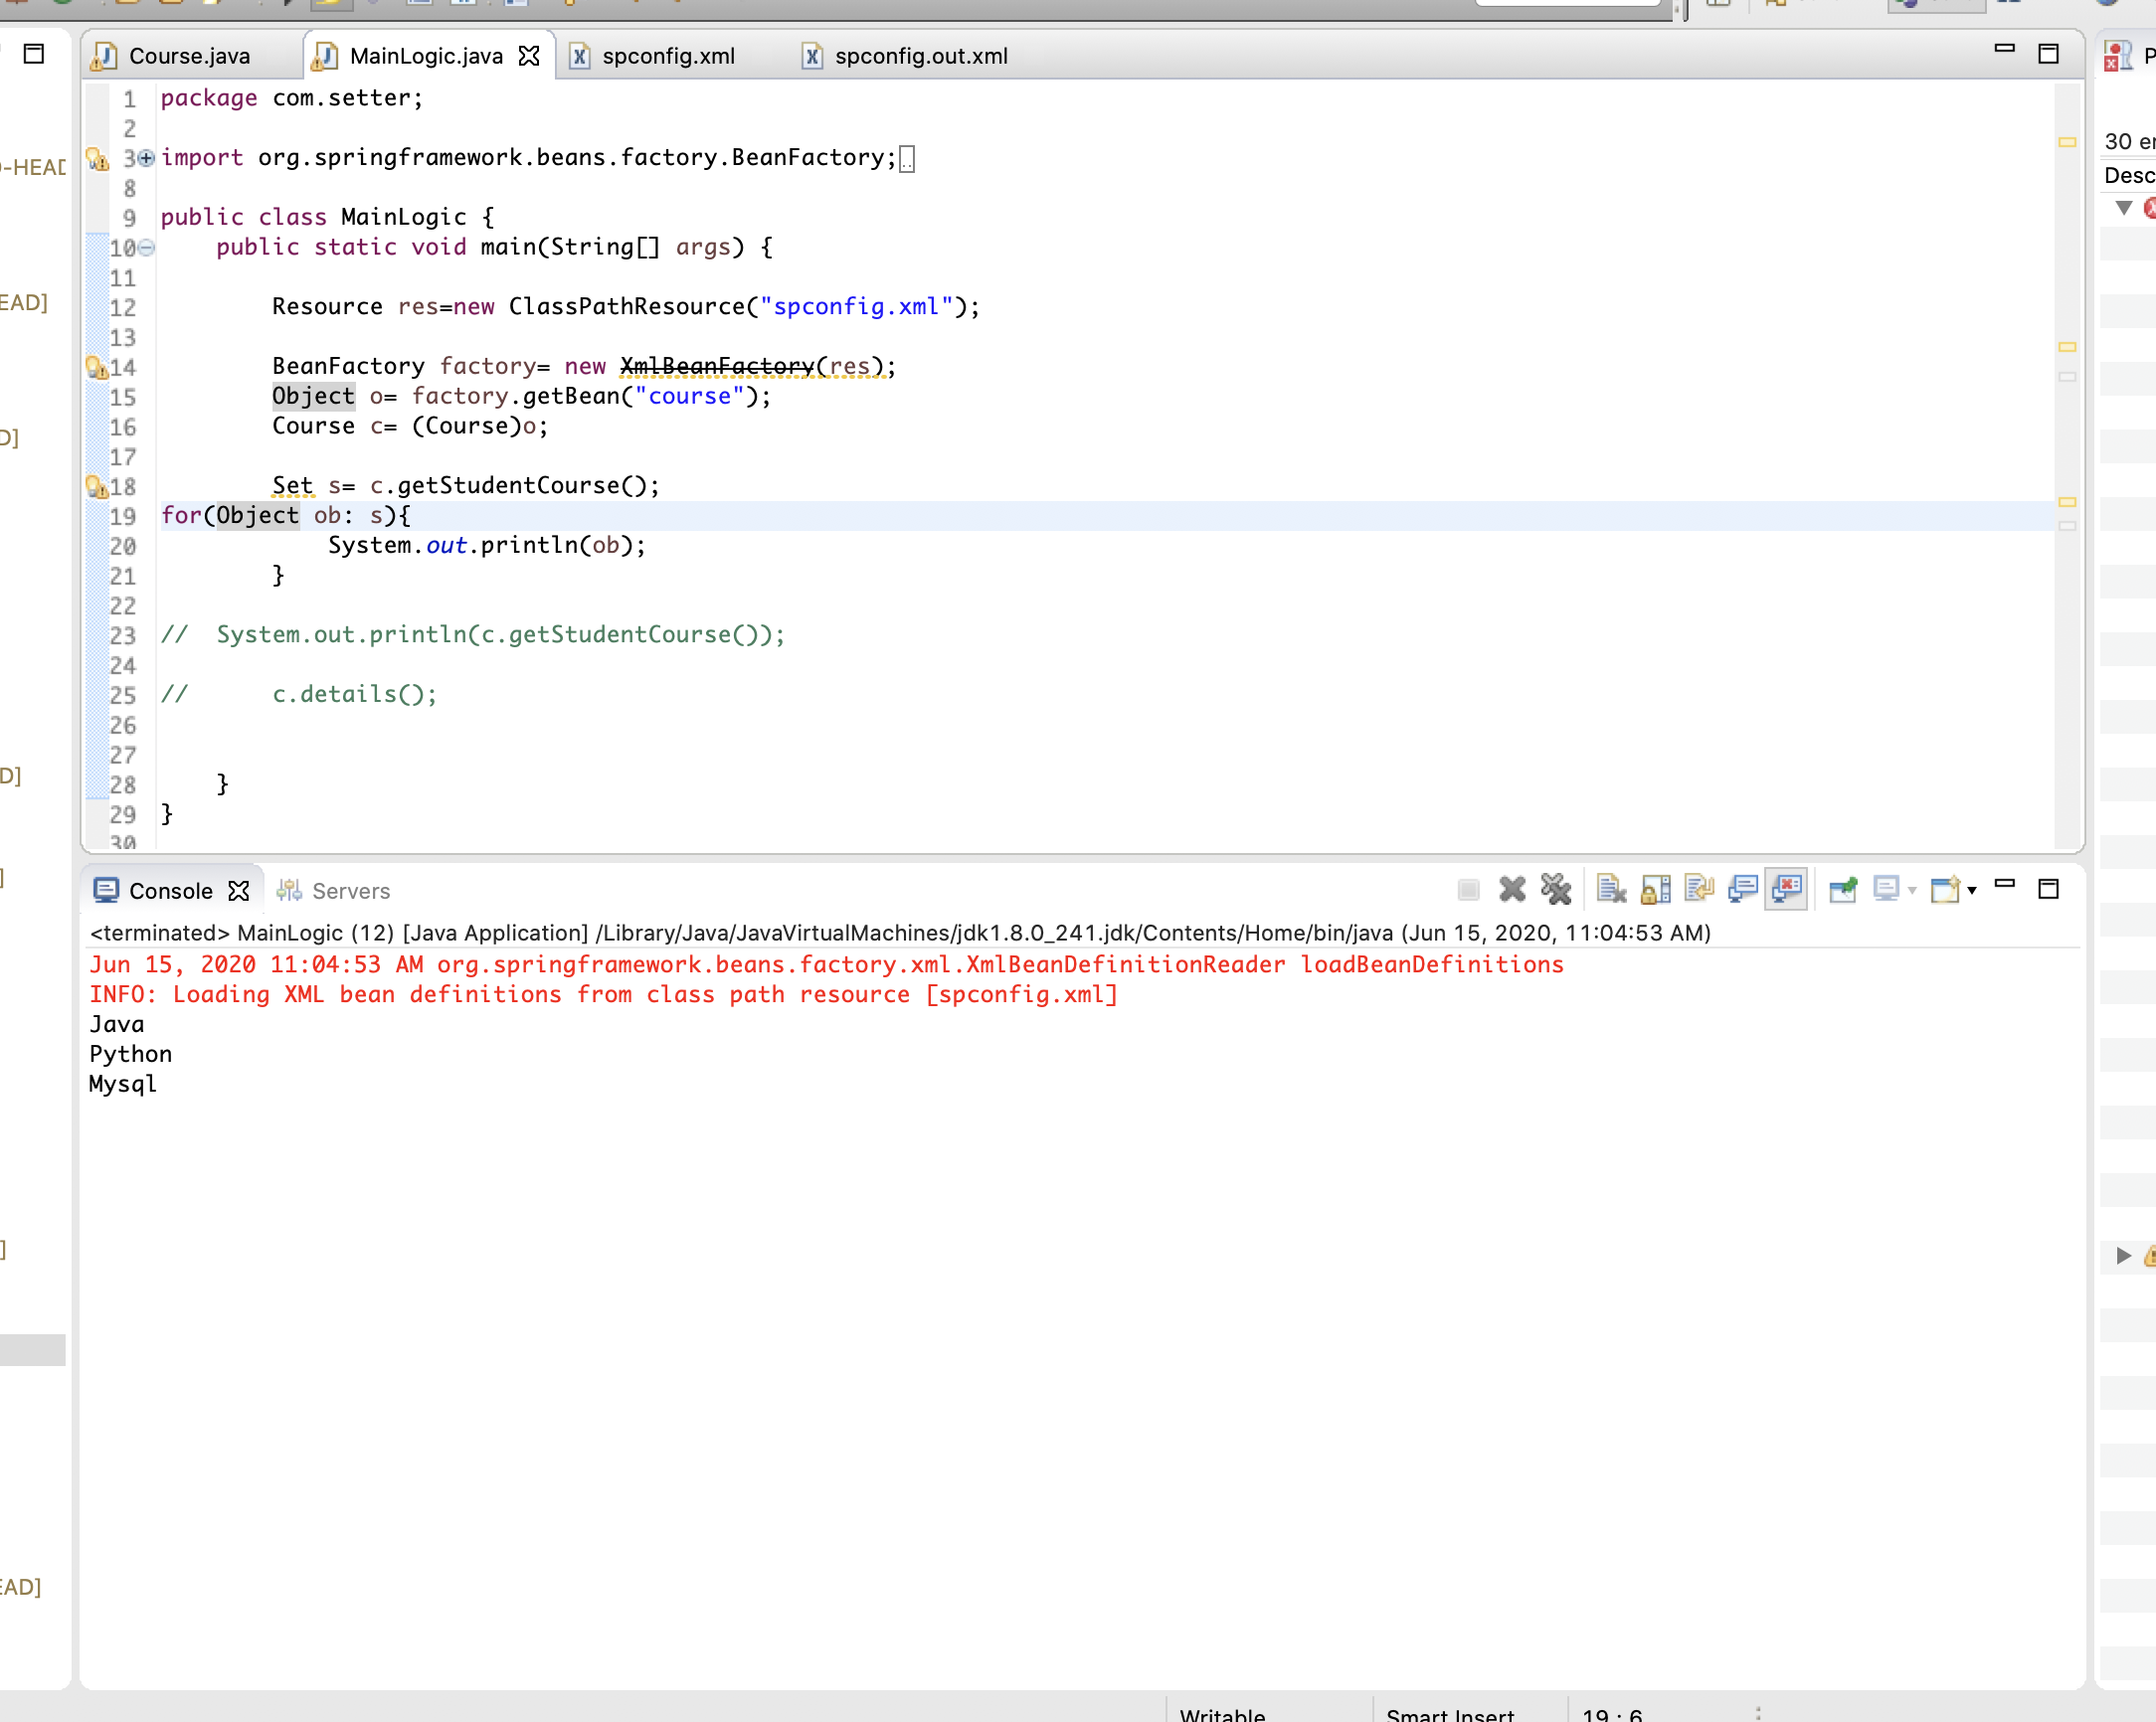 Course.java MainLogic.java spconfig.xml spconfig.out.xml
1 package com.setter;
2
3 import org.springframework.beans.factory.BeanFactory;
8
9 public class MainLogic {
10     public static void main(String[] args) {
11
12         Resource res=new ClassPathResource("spconfig.xml");
13
14         BeanFactory factory= new XmlBeanFactory(res);
15         Object o= factory.getBean("course");
16         Course c= (Course)o;
17
18         Set s= c.getStudentCourse();
19 for(Object ob: s){
20             System.out.println(ob);
21         }
22
23 //  System.out.println(c.getStudentCourse());
24
25 //      c.details();
26
27
28     }
29 }
30
Console Servers
<terminated> MainLogic (12) [Java Application] /Library/Java/JavaVirtualMachines/jdk1.8.0_241.jdk/Contents/Home/bin/java (Jun 15, 2020, 11:04:53 AM)
Jun 15, 2020 11:04:53 AM org.springframework.beans.factory.xml.XmlBeanDefinitionReader loadBeanDefinitions
INFO: Loading XML bean definitions from class path resource [spconfig.xml]
Java
Python
Mysql
-HEAD
EAD]
D]
D]
]
]
EAD]
30 er
Desc
Writable Smart Insert 19 : 6